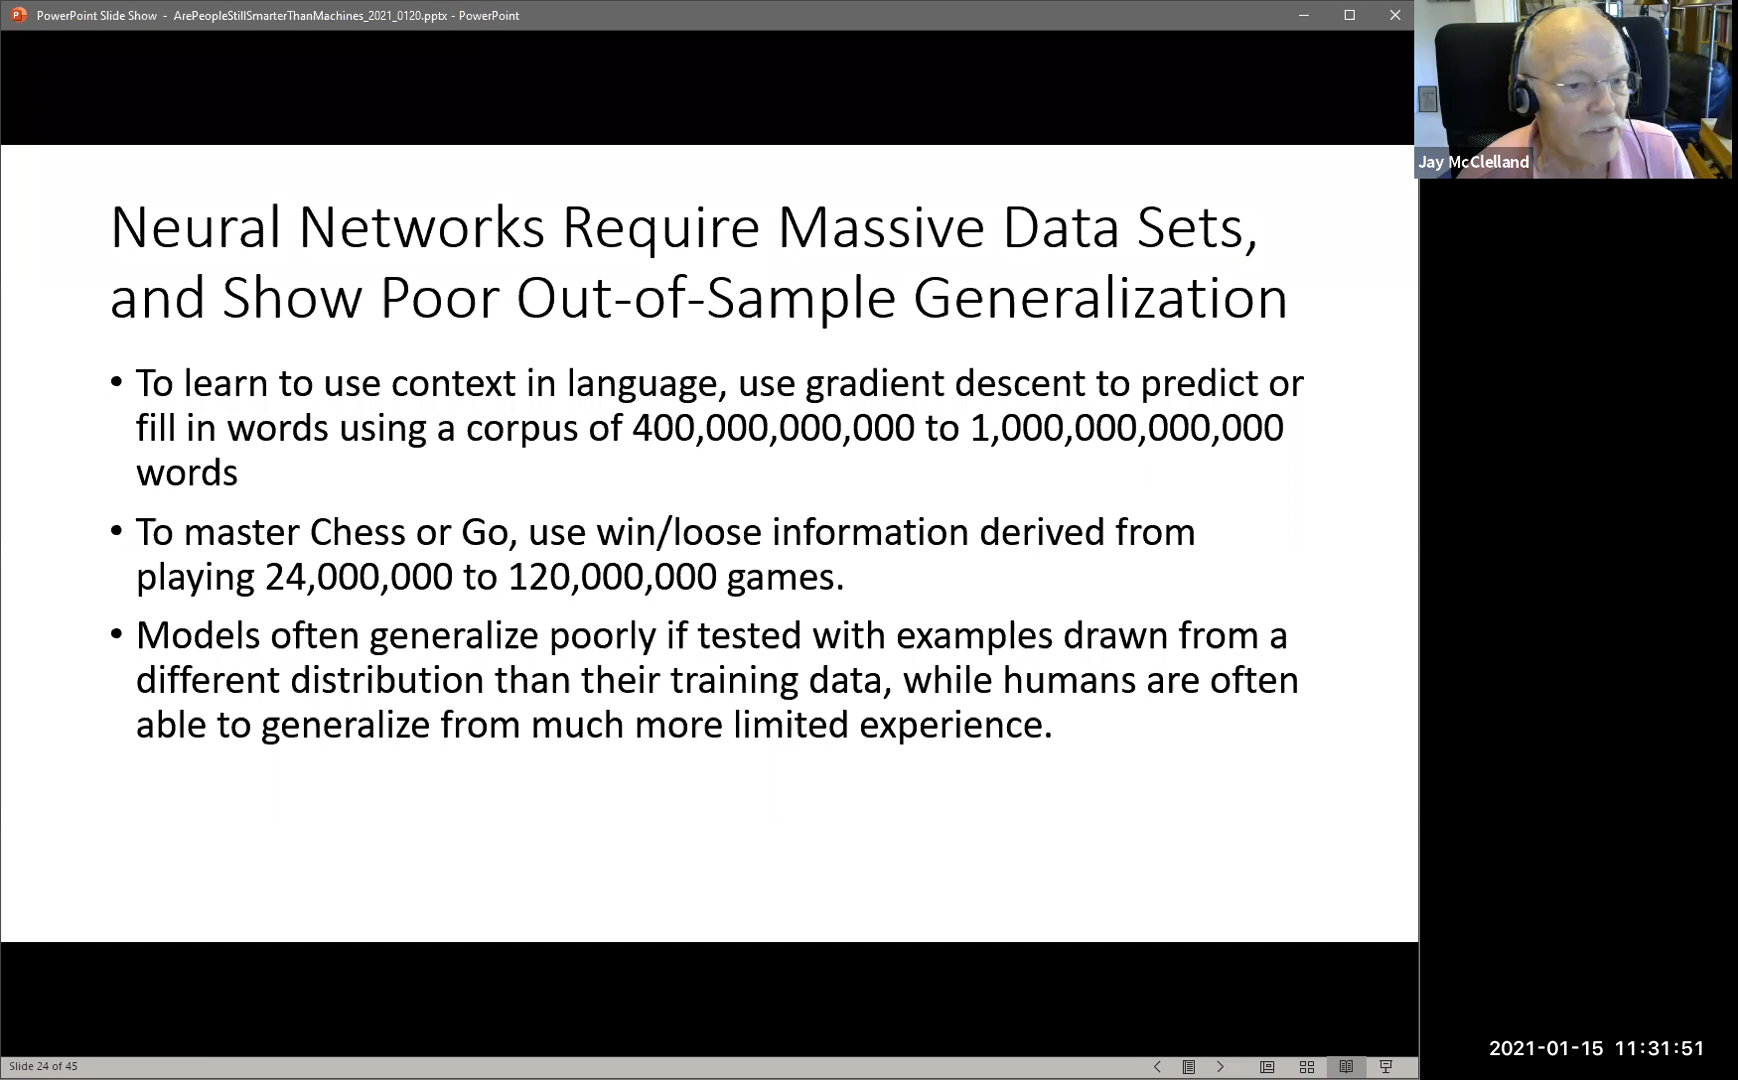 PowerPoint Slide Show - ArePeopleStillSmarterThanMachines_2021_0120.pptx - PowerPoint
Jay McClelland
Neural Networks Require Massive Data Sets,
and Show Poor Out-of-Sample Generalization
• To learn to use context in language, use gradient descent to predict or
fill in words using a corpus of 400,000,000,000 to 1,000,000,000,000
words
• To master Chess or Go, use win/loose information derived from
playing 24,000,000 to 120,000,000 games.
• Models often generalize poorly if tested with examples drawn from a
different distribution than their training data, while humans are often
able to generalize from much more limited experience.
2021-01-15 11:31:51
Slide 24 of 45